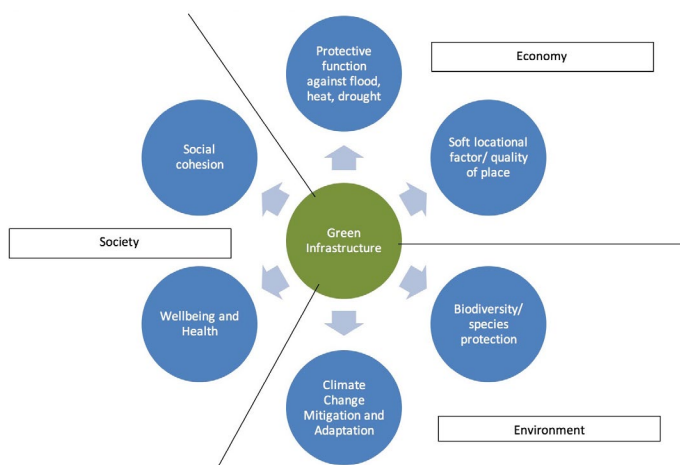 Protective
function
against flood,
heat, drought
Economy
Social
cohesion
Soft locational
factor/ quality
of place
Green
Infrastructure
Society
Wellbeing and
Health
Biodiversity/
species
protection
Climate
Change
Mitigation and
Adaptation
Environment